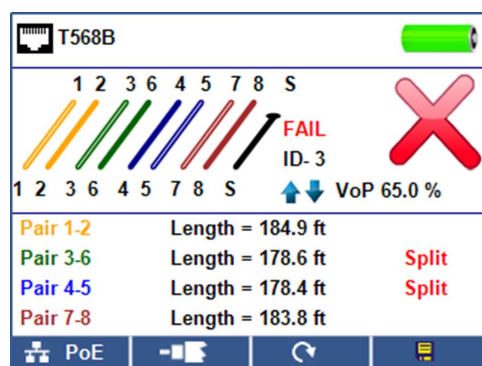 T568B
1 2 3 6 4 5 7 8 S
FAIL
ID- 3
1 2 3 6 4 5 7 8 S
VoP 65.0 %
Pair 1-2 Length = 184.9 ft
Pair 3-6 Length = 178.6 ft Split
Pair 4-5 Length = 178.4 ft Split
Pair 7-8 Length = 183.8 ft
PoE